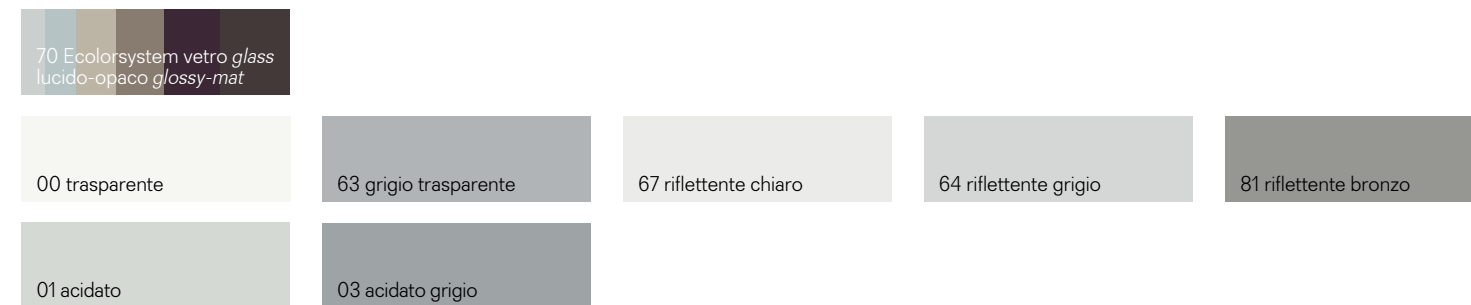 70 Ecolorsystem vetro glass
lucido-opaco glossy-mat
00 trasparente
63 grigio trasparente
67 riflettente chiaro
64 riflettente grigio
81 riflettente bronzo
01 acidato
03 acidato grigio